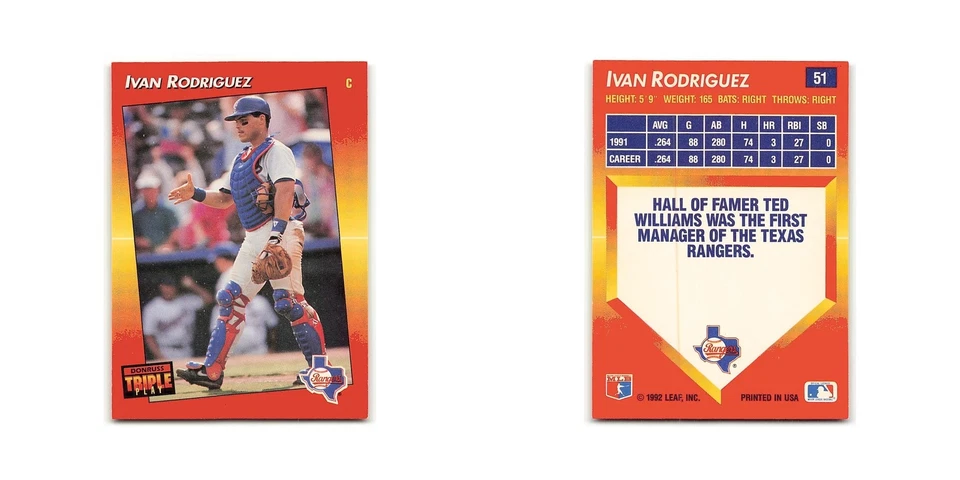 IVAN RODRIGUEZ
C
DONRUSS
TRIPLE
PLAY
Rangers
IVAN RODRIGUEZ
51
HEIGHT: 5' 9" WEIGHT: 165 BATS: RIGHT THROWS: RIGHT
AVG G AB H HR RBI SB
1991 .264 88 280 74 3 27 0
CAREER .264 88 280 74 3 27 0
HALL OF FAMER TED
WILLIAMS WAS THE FIRST
MANAGER OF THE TEXAS
RANGERS.
Rangers
®
© 1992 LEAF, INC.
PRINTED IN USA